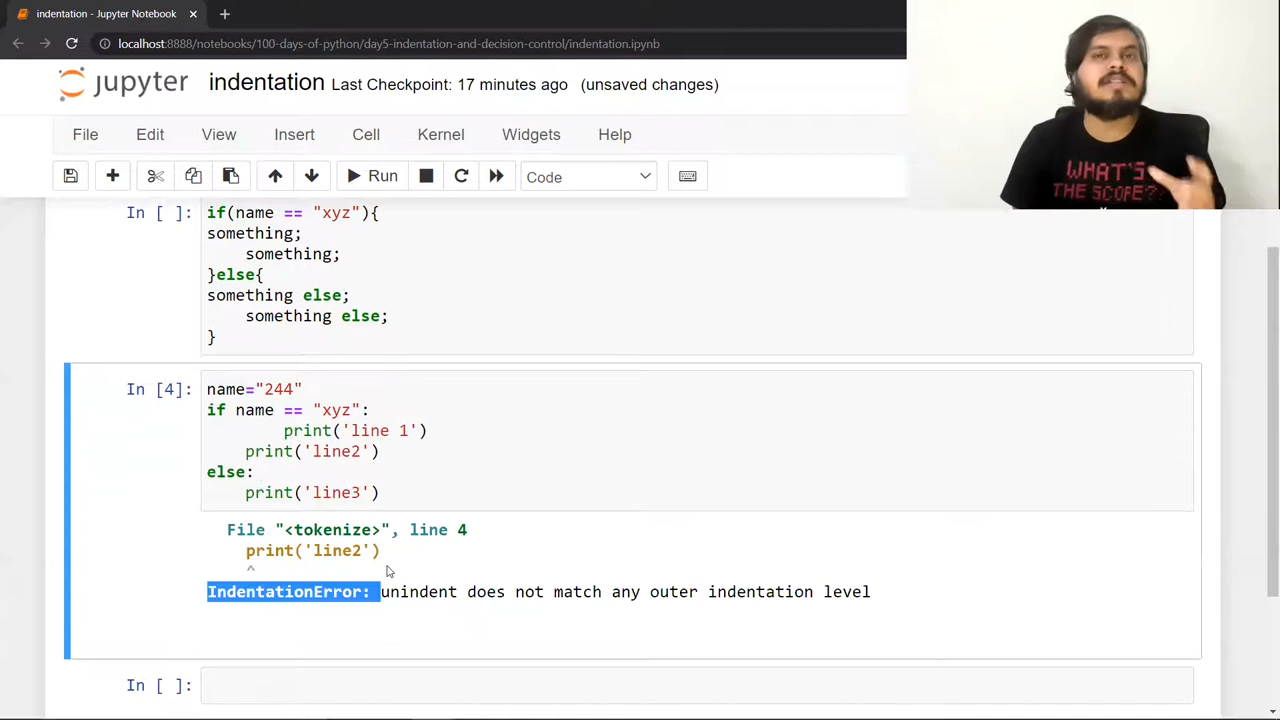 indentation - Jupyter Notebook
localhost:8888/notebooks/100-days-of-python/day5-indentation-and-decision-control/indentation.ipynb
jupyter indentation Last Checkpoint: 17 minutes ago (unsaved changes)
File Edit View Insert Cell Kernel Widgets Help
Run Code
WHAT'S
THE SCOPE??
In [ ]: if(name == "xyz"){
something;
    something;
}else{
something else;
    something else;
}
In [4]: name="244"
if name == "xyz":
        print('line 1')
    print('line2')
else:
    print('line3')
File "<tokenize>", line 4
    print('line2')
    ^
IndentationError: unindent does not match any outer indentation level
In [ ]: